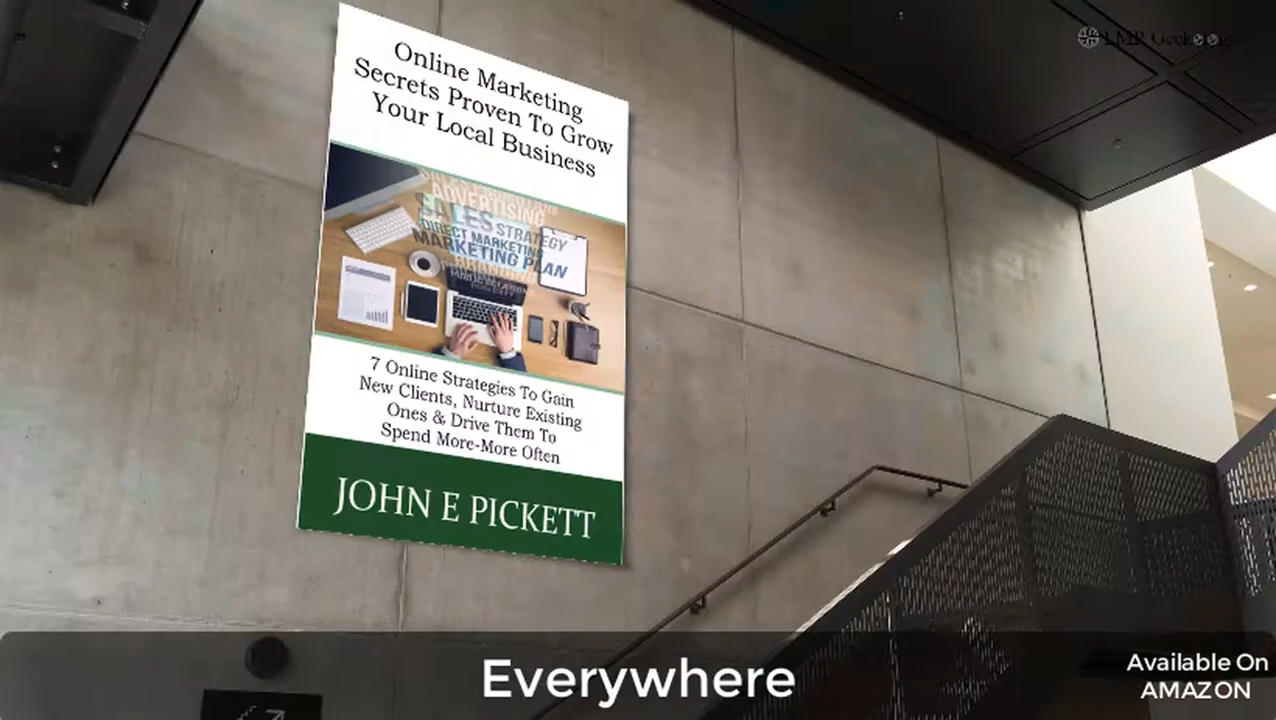 Online Marketing
Secrets Proven To Grow
Your Local Business
ADVERTISING
SALES STRATEGY
DIRECT MARKETING
MARKETING PLAN
BRANDING
7 Online Strategies To Gain
New Clients, Nurture Existing
Ones & Drive Them To
Spend More-More Often
JOHN E PICKETT
Everywhere
Available On
AMAZON